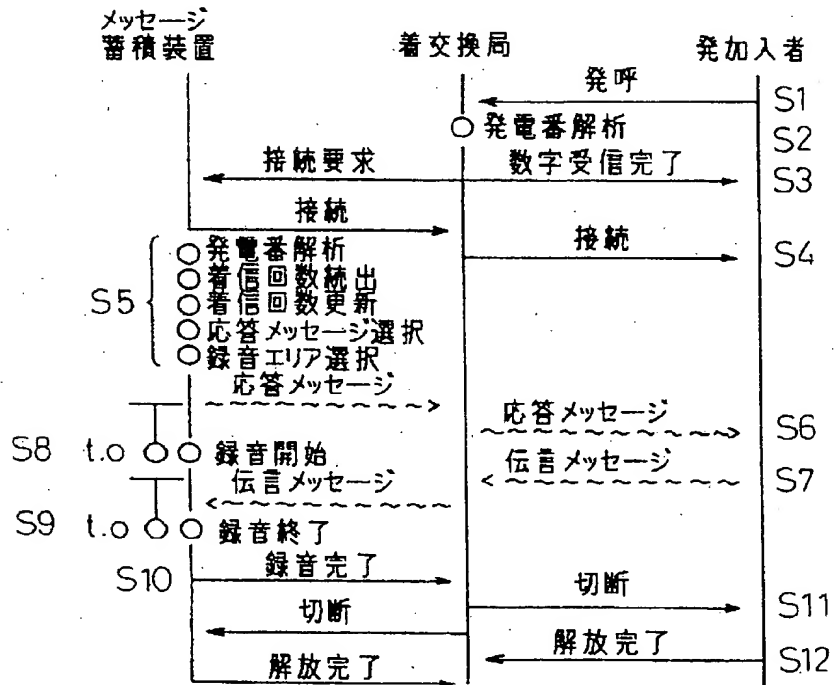 メッセージ
蓄積装置
着交換局
発加入者
発呼
S1
発電番解析
S2
接続要求
数字受信完了
S3
接続
接続
S4
S5
発電番解析
着信回数読出
着信回数更新
応答メッセージ選択
録音エリア選択
応答メッセージ
応答メッセージ
S6
S8 t.o 録音開始
伝言メッセージ
伝言メッセージ
S7
S9 t.o 録音終了
S10
録音完了
切断
S11
切断
解放完了
S12
解放完了